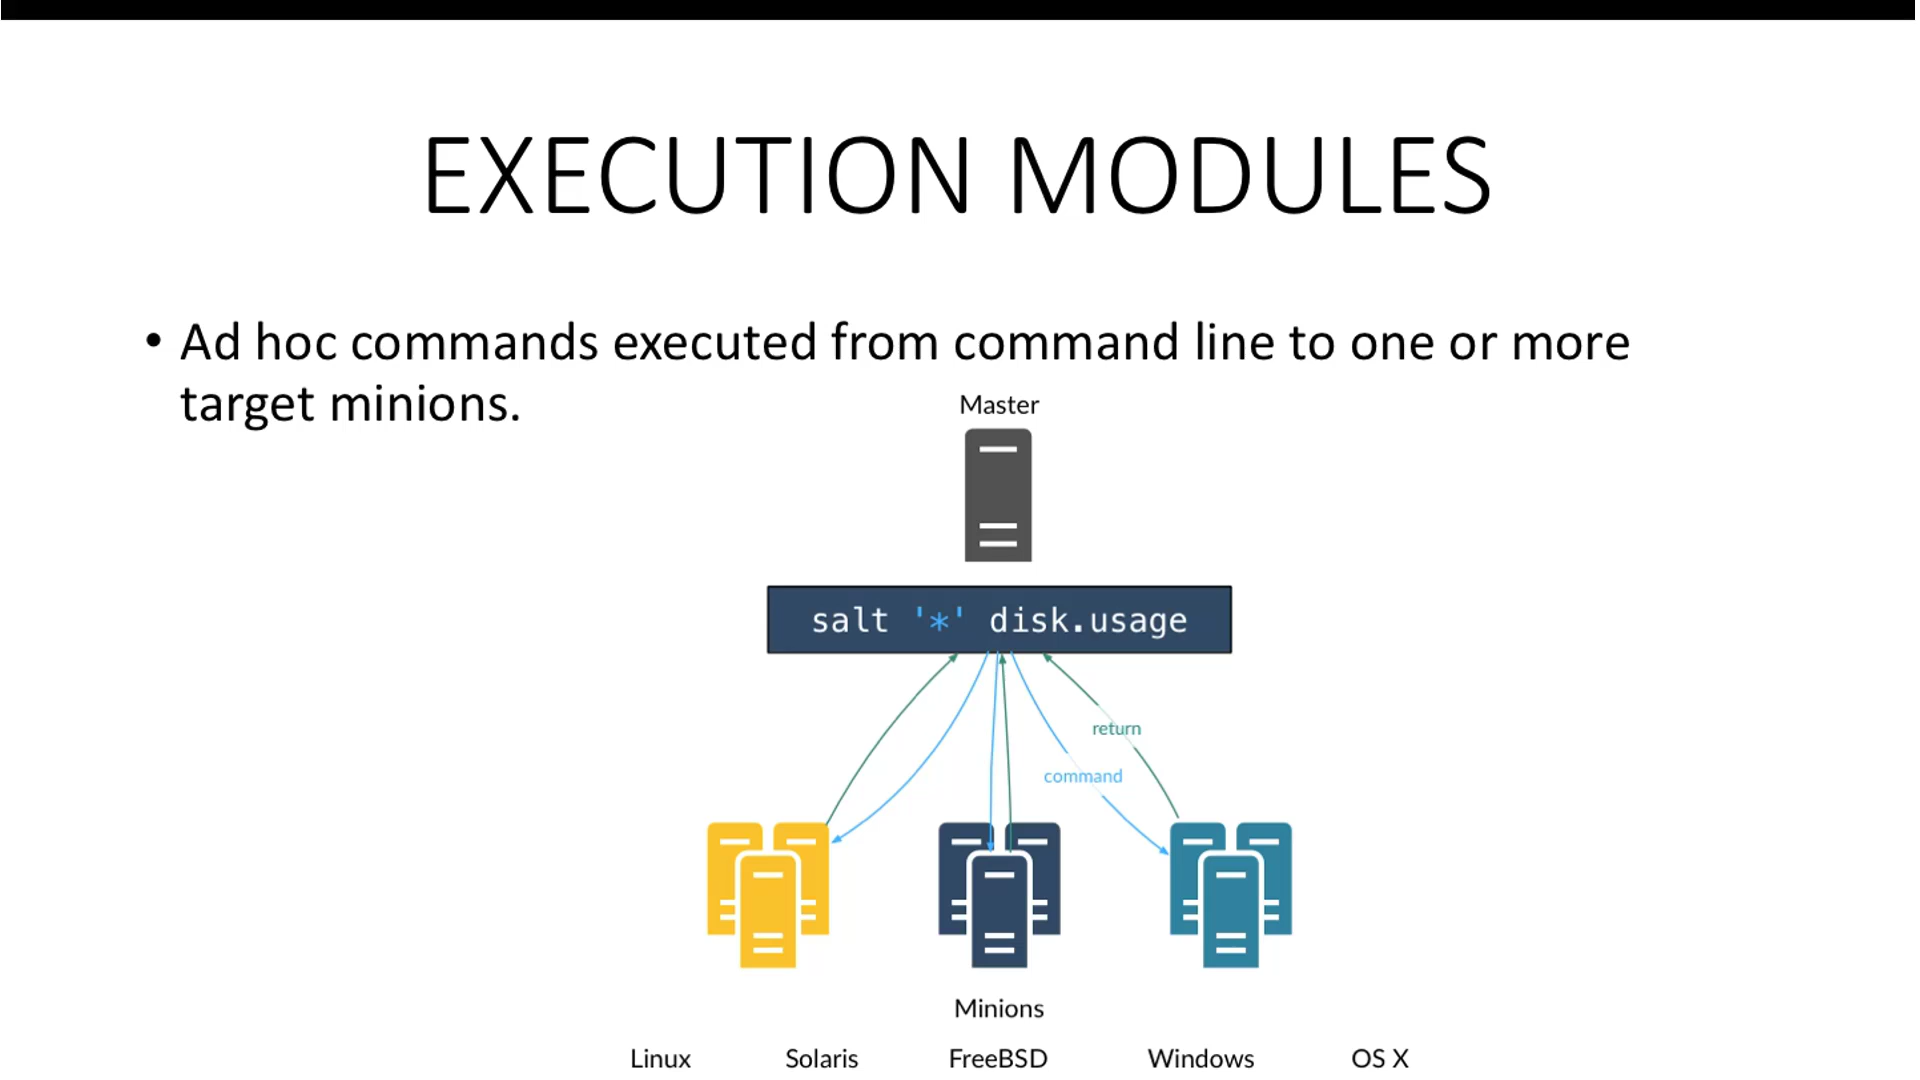 EXECUTION MODULES
• Ad hoc commands executed from command line to one or more
target minions.
Master
salt '*' disk.usage
return
command
Minions
Linux Solaris FreeBSD Windows OS X